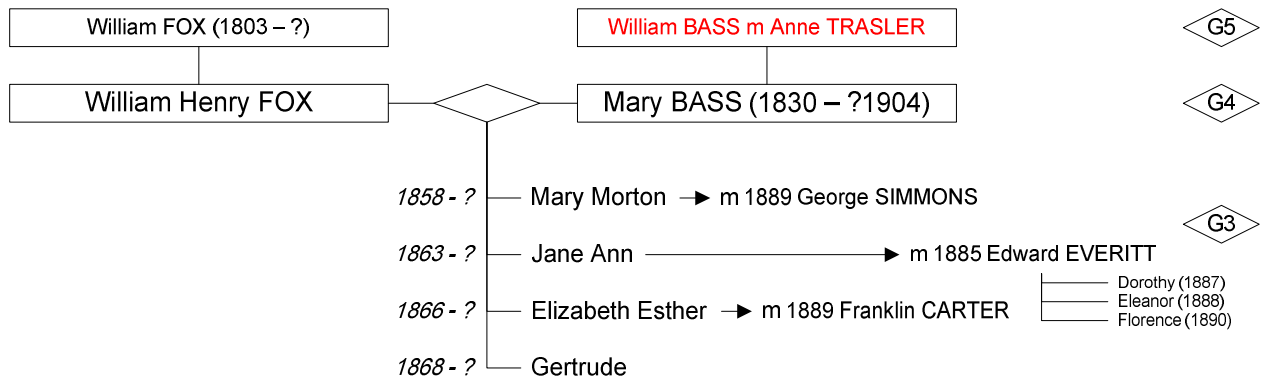 William FOX (1803 – ?)
William BASS m Anne TRASLER
G5
William Henry FOX
Mary BASS (1830 – ?1904)
G4
1858 - ?
Mary Morton
m 1889 George SIMMONS
G3
1863 - ?
Jane Ann
m 1885 Edward EVERITT
Dorothy (1887)
Eleanor (1888)
Florence (1890)
1866 - ?
Elizabeth Esther
m 1889 Franklin CARTER
1868 - ?
Gertrude